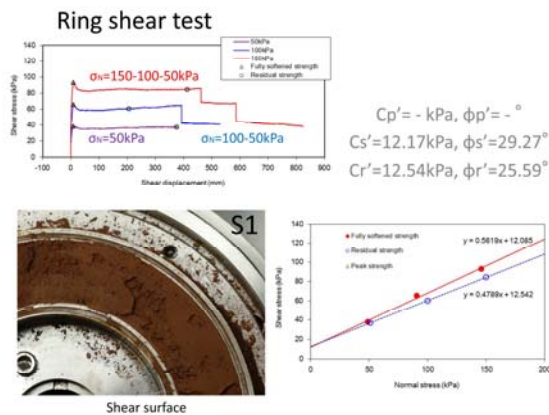 Ring shear test
50kPa
100kPa
150kPa
Fully softened strength
Residual strength
σN=150-100-50kPa
σN=50kPa
σN=100-50kPa
Shear stress (kPa)
140
120
100
80
60
40
20
0
-100 0 100 200 300 400 500 600 700 800 900
Shear displacement (mm)
Cp’= - kPa, ϕp’= - °
Cs’=12.17kPa, ϕs’=29.27°
Cr’=12.54kPa, ϕr’=25.59°
S1
Shear surface
Fully softened strength
Residual strength
Peak strength
y = 0.5619x + 12.085
y = 0.4789x + 12.542
Shear stress (kPa)
140
120
100
80
60
40
20
0
0 50 100 150 200
Normal stress (kPa)